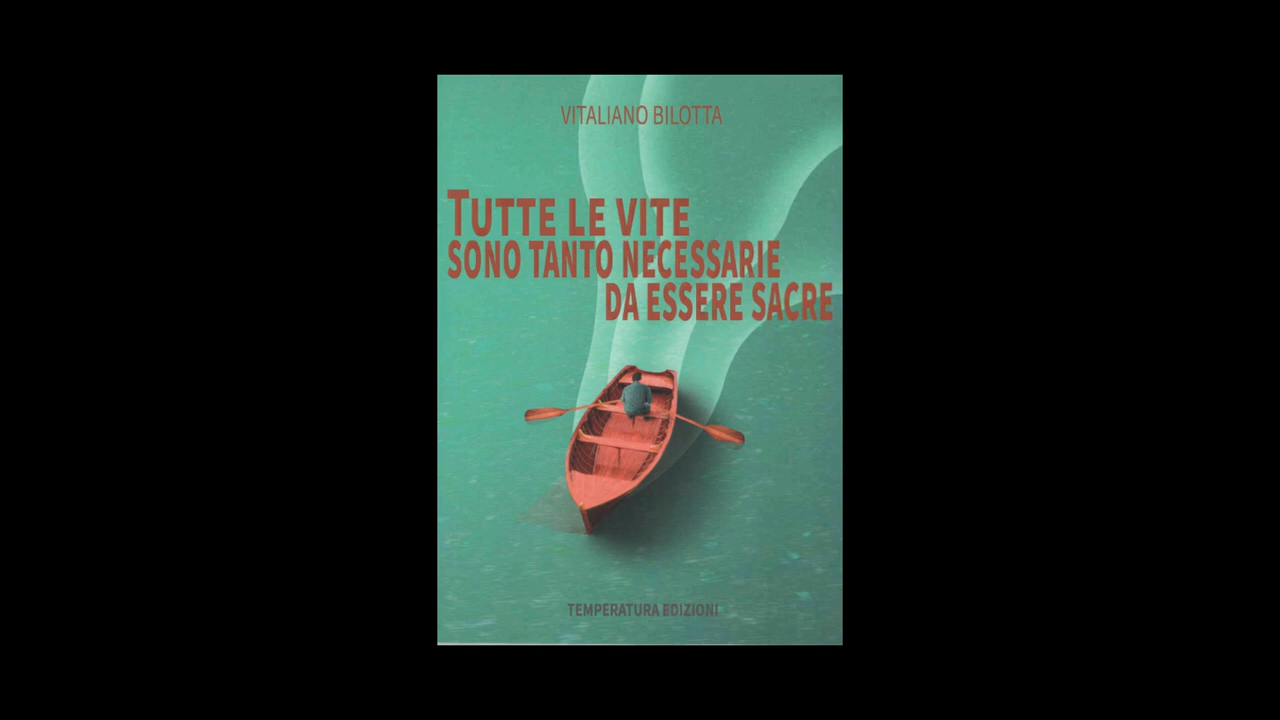 VITALIANO BILOTTA
TUTTE LE VITE
SONO TANTO NECESSARIE
DA ESSERE SACRE
TEMPERATURA EDIZIONI